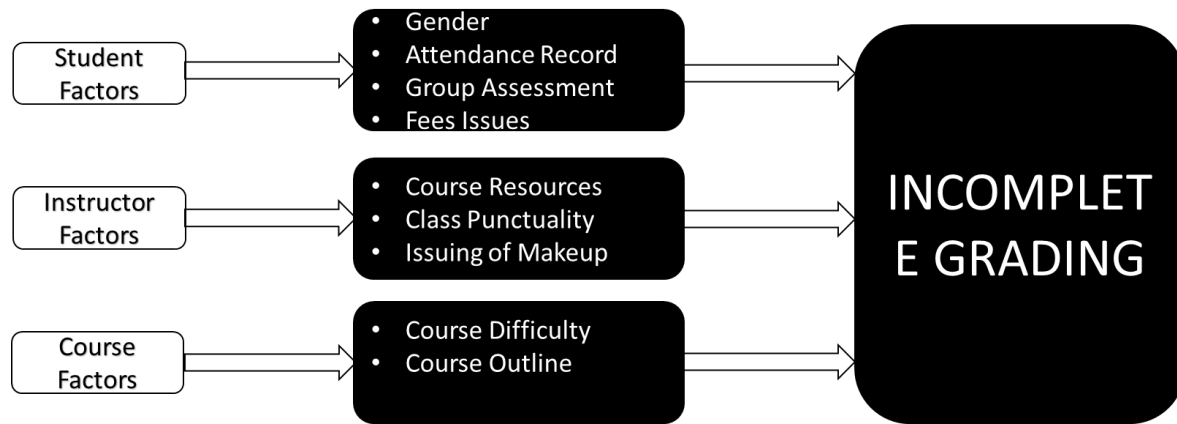 Student
Factors
• Gender
• Attendance Record
• Group Assessment
• Fees Issues
Instructor
Factors
• Course Resources
• Class Punctuality
• Issuing of Makeup
Course
Factors
• Course Difficulty
• Course Outline
INCOMPLET
E GRADING